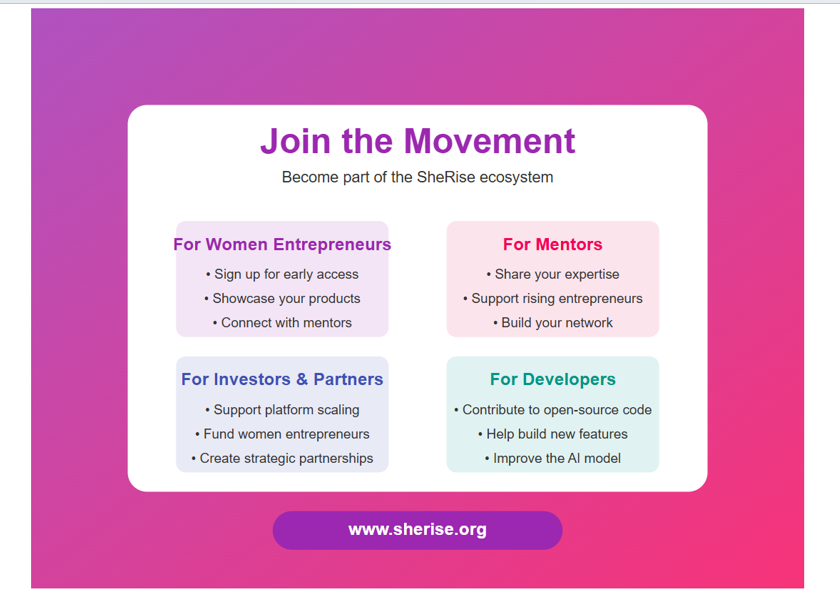 Join the Movement
Become part of the SheRise ecosystem
For Women Entrepreneurs
• Sign up for early access
• Showcase your products
• Connect with mentors
For Mentors
• Share your expertise
• Support rising entrepreneurs
• Build your network
For Investors & Partners
• Support platform scaling
• Fund women entrepreneurs
• Create strategic partnerships
For Developers
• Contribute to open-source code
• Help build new features
• Improve the AI model
www.sherise.org